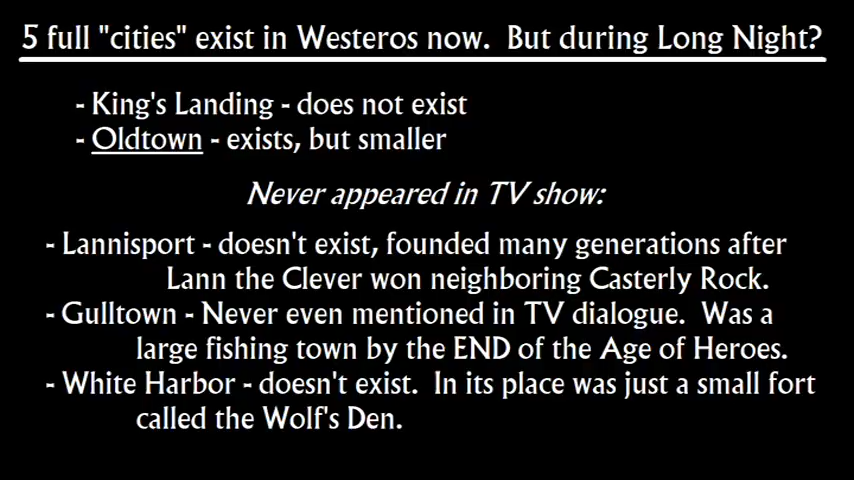 5 full "cities" exist in Westeros now. But during Long Night?
- King's Landing - does not exist
- Oldtown - exists, but smaller
Never appeared in TV show:
- Lannisport - doesn't exist, founded many generations after
Lann the Clever won neighboring Casterly Rock.
- Gulltown - Never even mentioned in TV dialogue. Was a
large fishing town by the END of the Age of Heroes.
- White Harbor - doesn't exist. In its place was just a small fort
called the Wolf's Den.